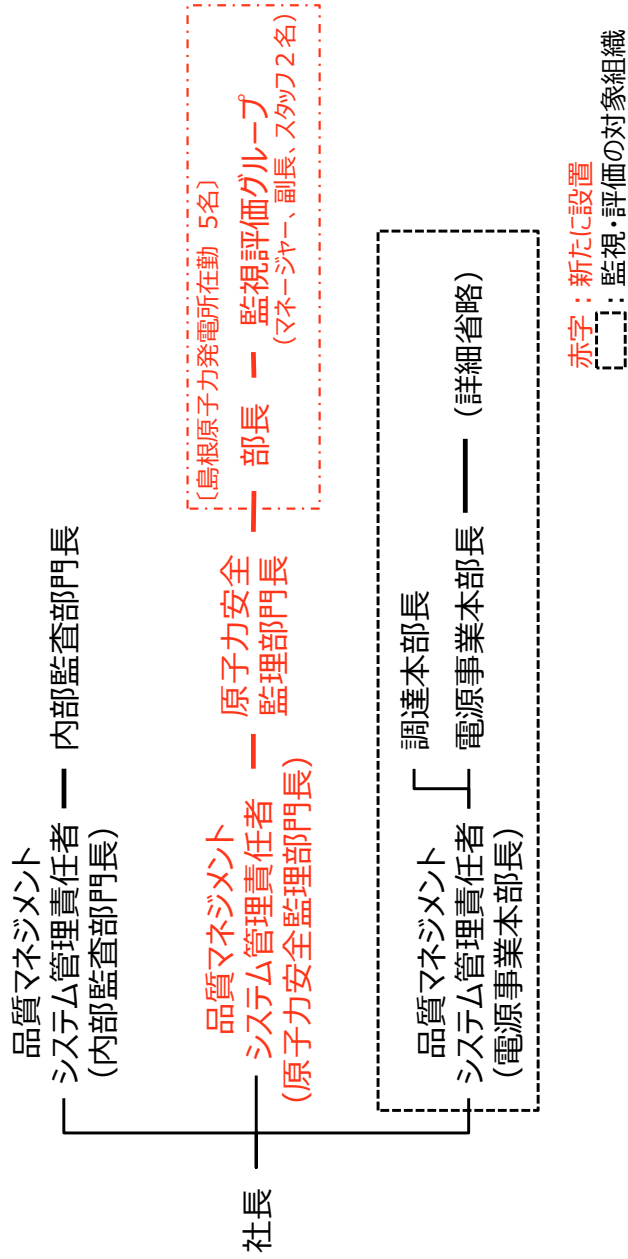 社長
品質マネジメント
システム管理責任者
(内部監査部門長)
内部監査部門長
品質マネジメント
システム管理責任者
(原子力安全監理部門長)
原子力安全
監理部門長
〔島根原子力発電所在勤 5名〕
部長
監視評価グループ
(マネージャー、副長、スタッフ2名)
品質マネジメント
システム管理責任者
(電源事業本部長)
調達本部長
電源事業本部長
(詳細省略)
赤字:新たに設置
:監視・評価の対象組織